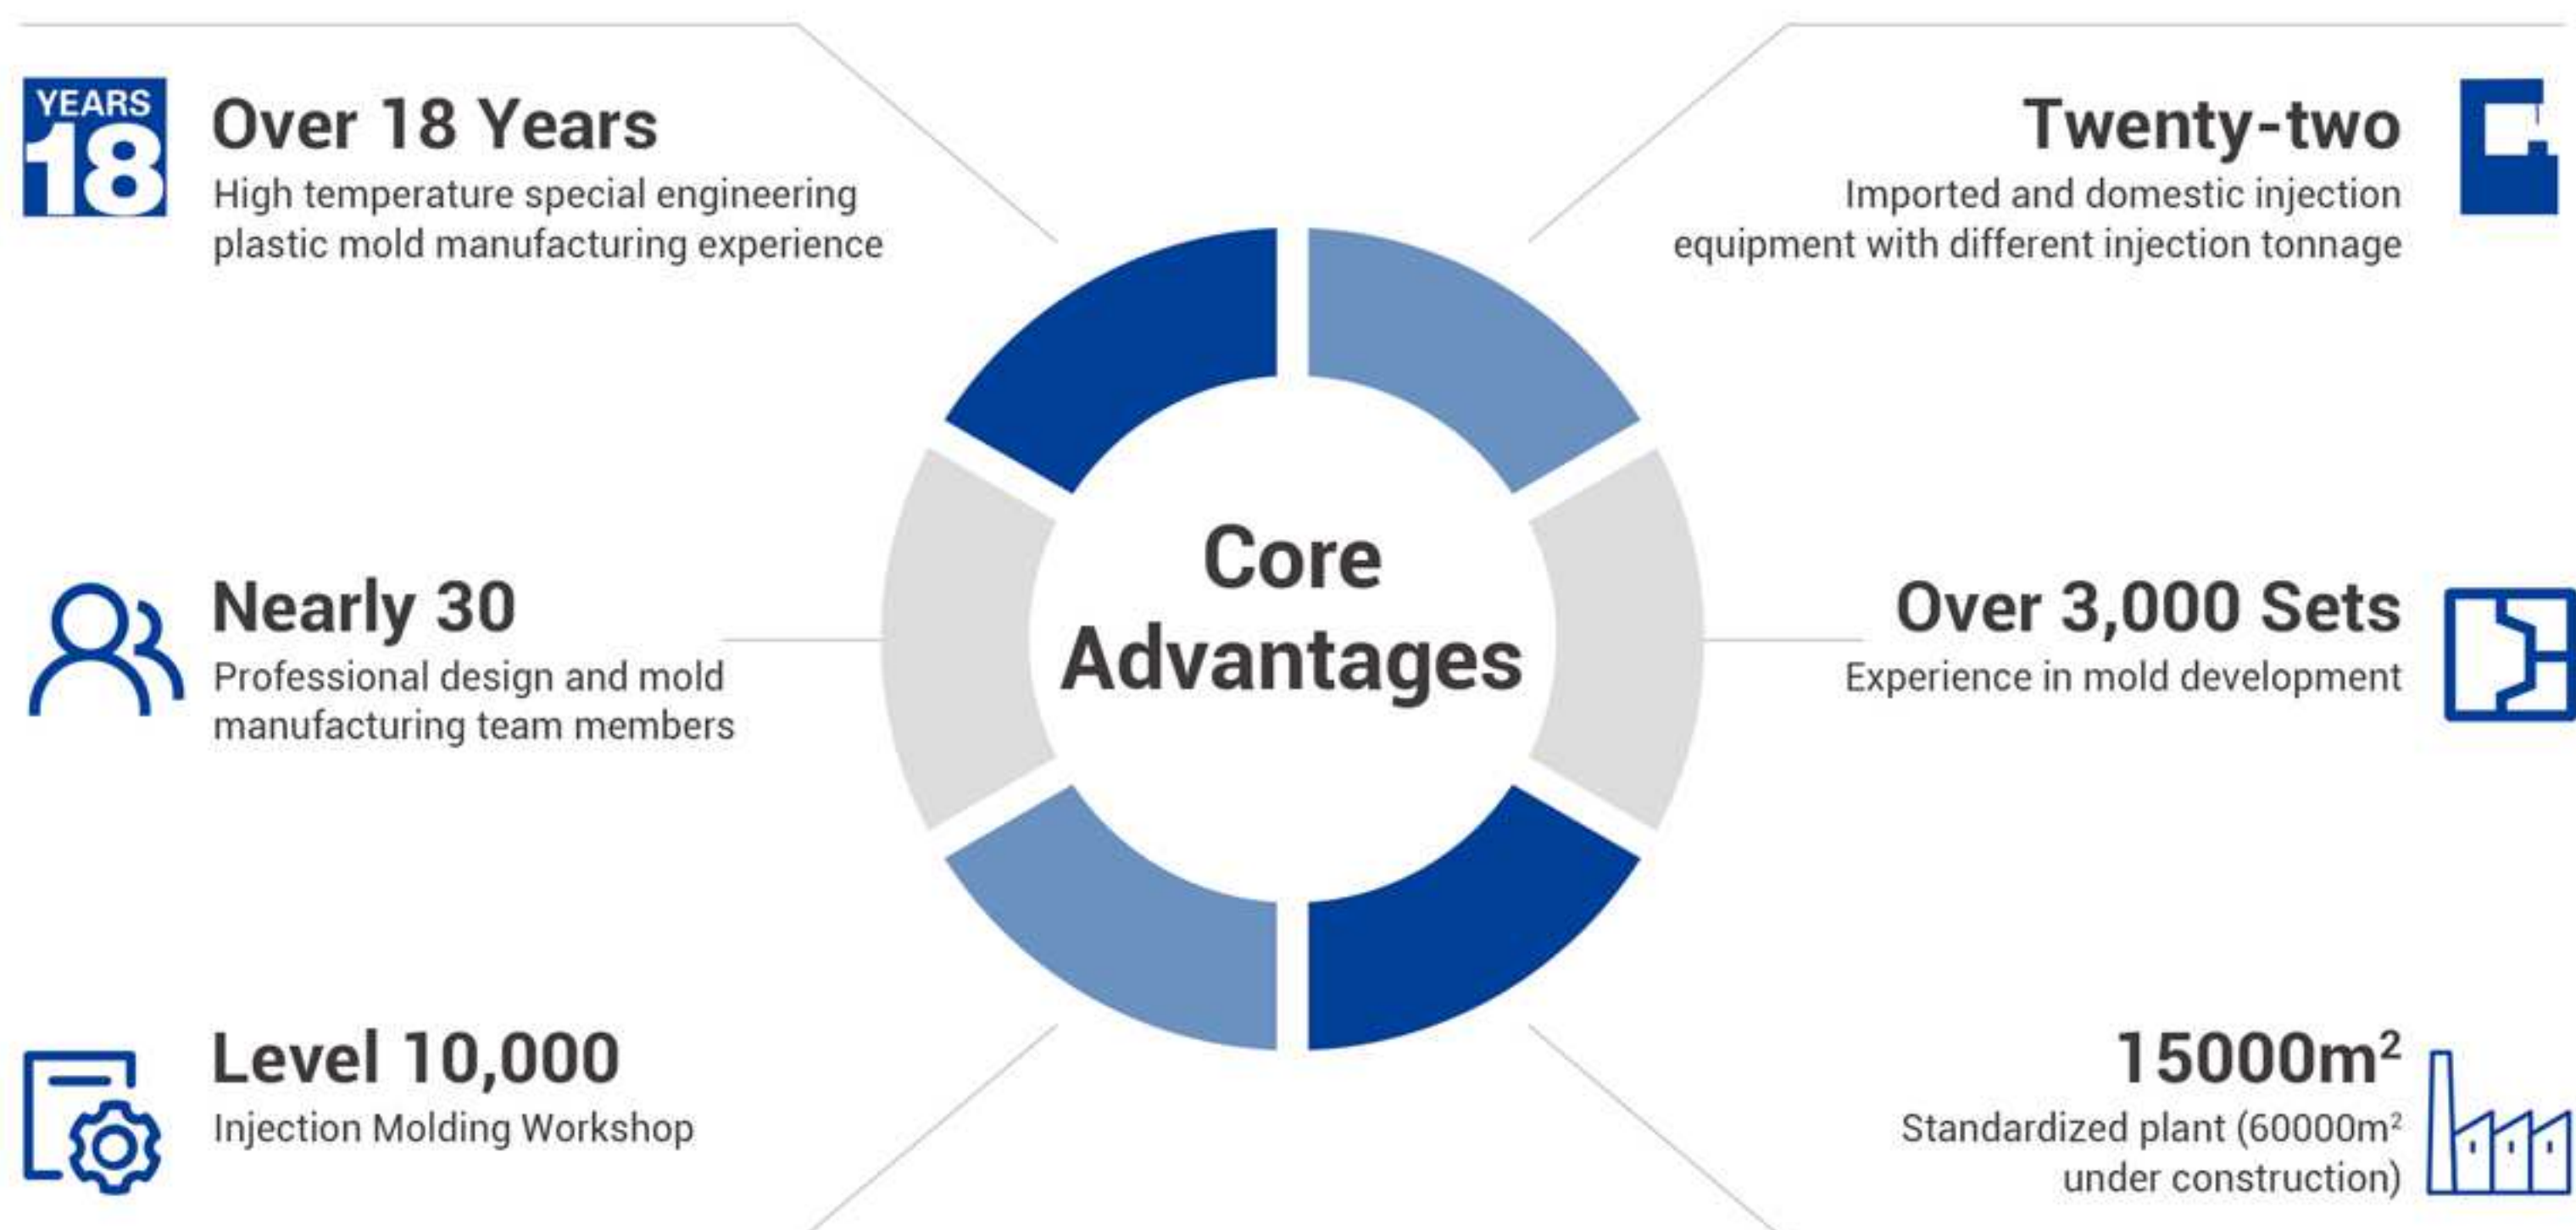 YEARS
18
Over 18 Years
High temperature special engineering
plastic mold manufacturing experience
Twenty-two
Imported and domestic injection
equipment with different injection tonnage
Nearly 30
Professional design and mold
manufacturing team members
Core
Advantages
Over 3,000 Sets
Experience in mold development
Level 10,000
Injection Molding Workshop
15000m²
Standardized plant (60000m²
under construction)